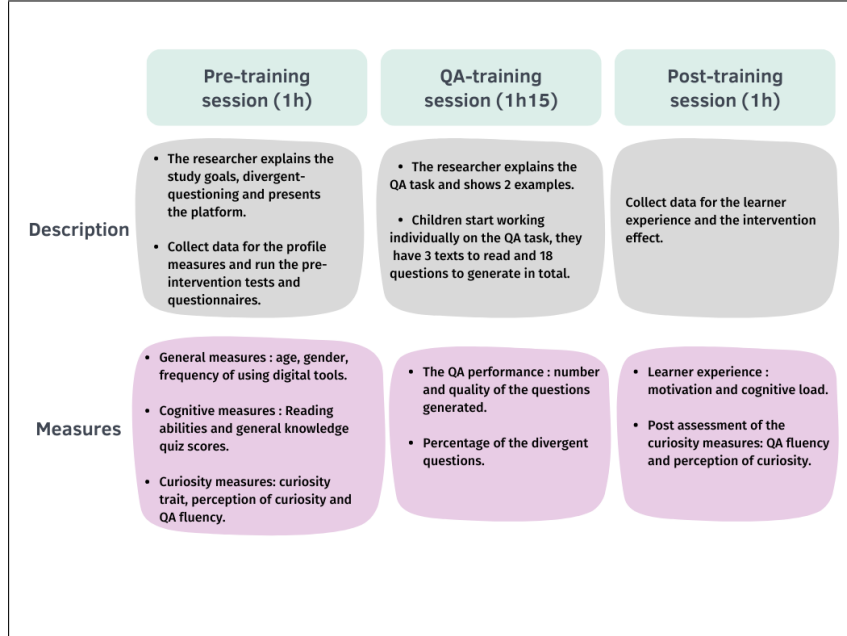 Pre-training
session (1h)
QA-training
session (1h15)
Post-training
session (1h)
Description
• The researcher explains the
study goals, divergent-
questioning and presents
the platform.
• Collect data for the profile
measures and run the pre-
intervention tests and
questionnaires.
• The researcher explains the
QA task and shows 2 examples.
• Children start working
individually on the QA task, they
have 3 texts to read and 18
questions to generate in total.
Collect data for the learner
experience and the intervention
effect.
Measures
• General measures : age, gender,
frequency of using digital tools.
• Cognitive measures : Reading
abilities and general knowledge
quiz scores.
• Curiosity measures: curiosity
trait, perception of curiosity and
QA fluency.
• The QA performance : number
and quality of the questions
generated.
• Percentage of the divergent
questions.
• Learner experience :
motivation and cognitive load.
• Post assessment of the
curiosity measures: QA fluency
and perception of curiosity.